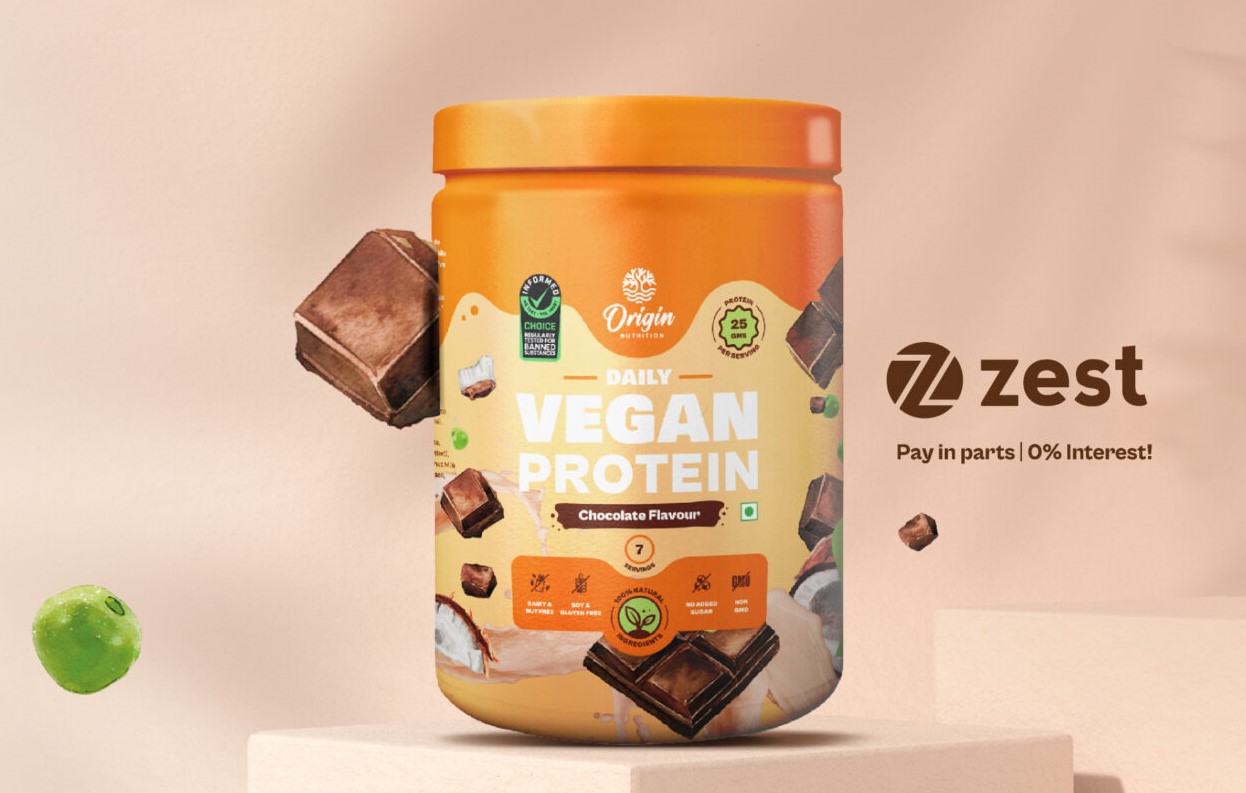 INFORMED
CHOICE
REGULARLY
TESTED FOR
BANNED
SUBSTANCES
Origin
NUTRITION
PROTEIN
25
GMS
PER SERVING
DAILY
VEGAN
PROTEIN
Chocolate Flavour
7
SERVINGS
DAIRY &
NUT FREE
SOY &
GLUTEN FREE
100% NATURAL
INGREDIENTS
NO ADDED
SUGAR
GMO
NON
GMO
zest
Pay in parts | 0% Interest!